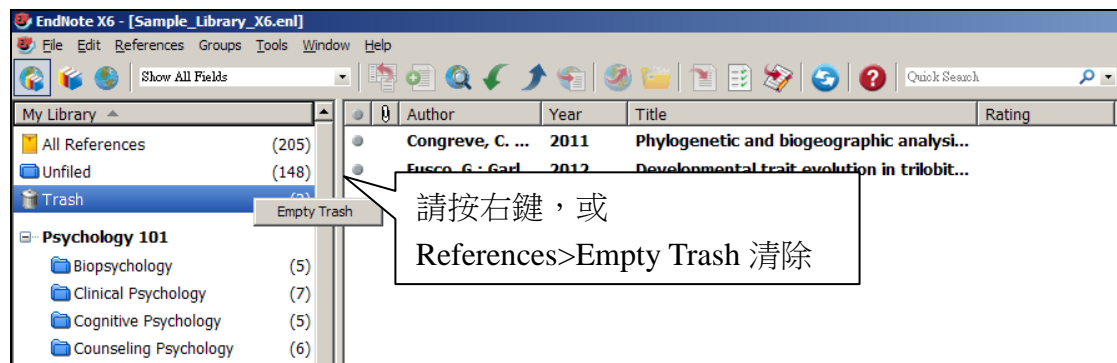 EndNote X6 - [Sample_Library_X6.enl]
File Edit References Groups Tools Window Help
Show All Fields
Quick Search
My Library
Author Year Title Rating
All References (205)
Unfiled (148)
Trash
Empty Trash
Psychology 101
Biopsychology (5)
Clinical Psychology (7)
Cognitive Psychology (5)
Counseling Psychology (6)
Congreve, C. ... 2011 Phylogenetic and biogeographic analysi...
Fusco, G.; Garl... 2012 Developmental trait evolution in trilobit...
請按右鍵，或
References>Empty Trash 清除